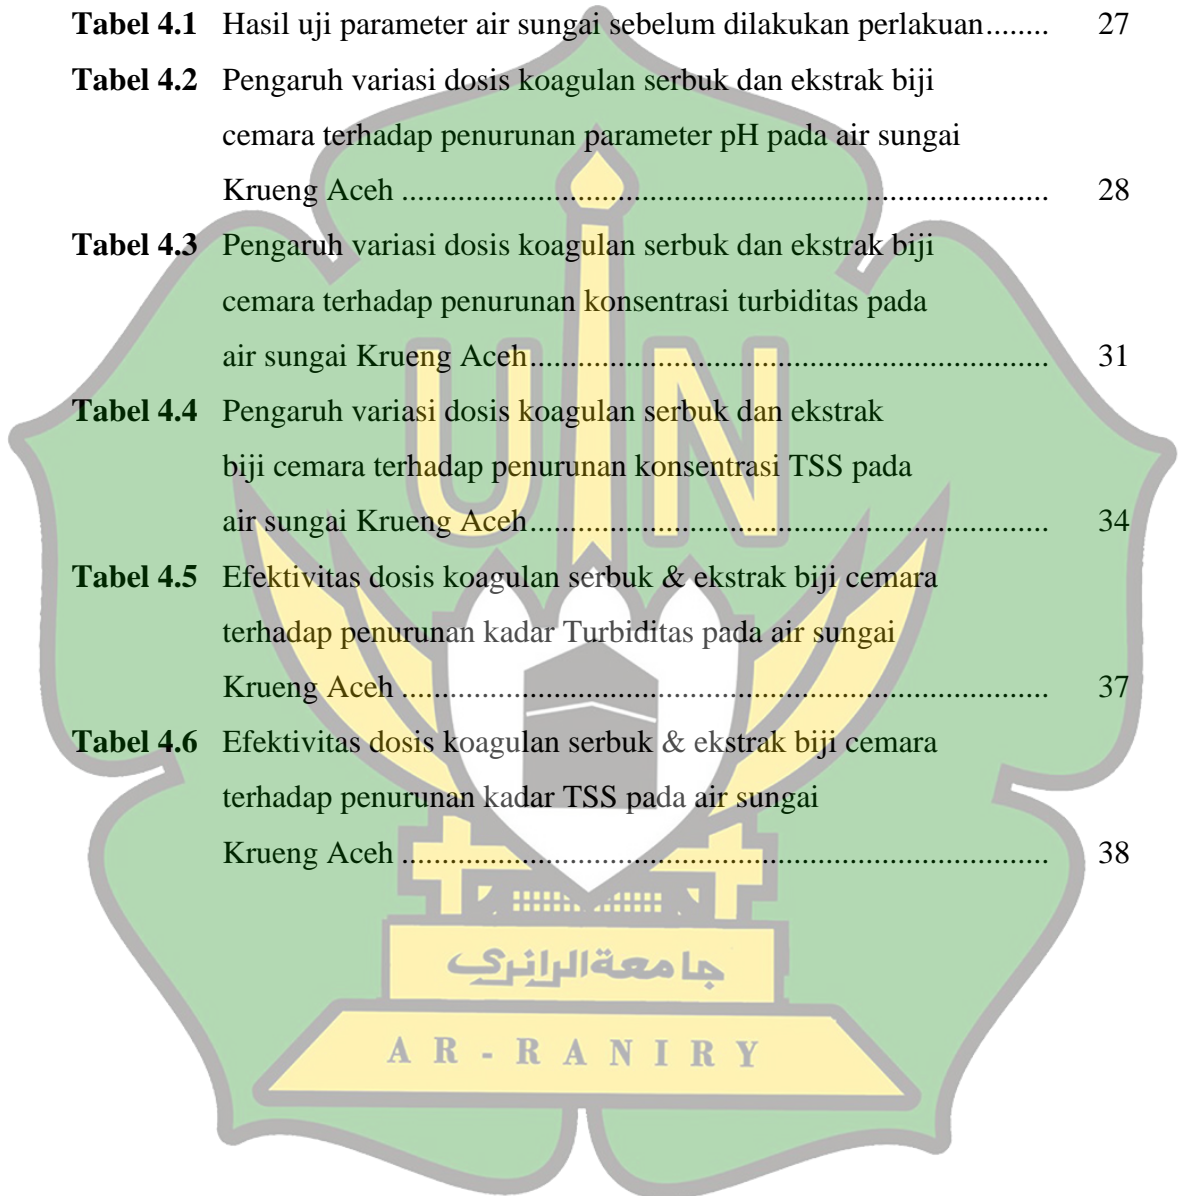 Tabel 4.1 Hasil uji parameter air sungai sebelum dilakukan perlakuan........ 27
Tabel 4.2 Pengaruh variasi dosis koagulan serbuk dan ekstrak biji
cemara terhadap penurunan parameter pH pada air sungai
Krueng Aceh .................................................................................................... 28
Tabel 4.3 Pengaruh variasi dosis koagulan serbuk dan ekstrak biji
cemara terhadap penurunan konsentrasi turbiditas pada
air sungai Krueng Aceh................................................................................ 31
Tabel 4.4 Pengaruh variasi dosis koagulan serbuk dan ekstrak
biji cemara terhadap penurunan konsentrasi TSS pada
air sungai Krueng Aceh................................................................................ 34
Tabel 4.5 Efektivitas dosis koagulan serbuk & ekstrak biji cemara
terhadap penurunan kadar Turbiditas pada air sungai
Krueng Aceh .................................................................................................... 37
Tabel 4.6 Efektivitas dosis koagulan serbuk & ekstrak biji cemara
terhadap penurunan kadar TSS pada air sungai
Krueng Aceh .................................................................................................... 38
U N
جامعةالرانري
AR-RANIRY